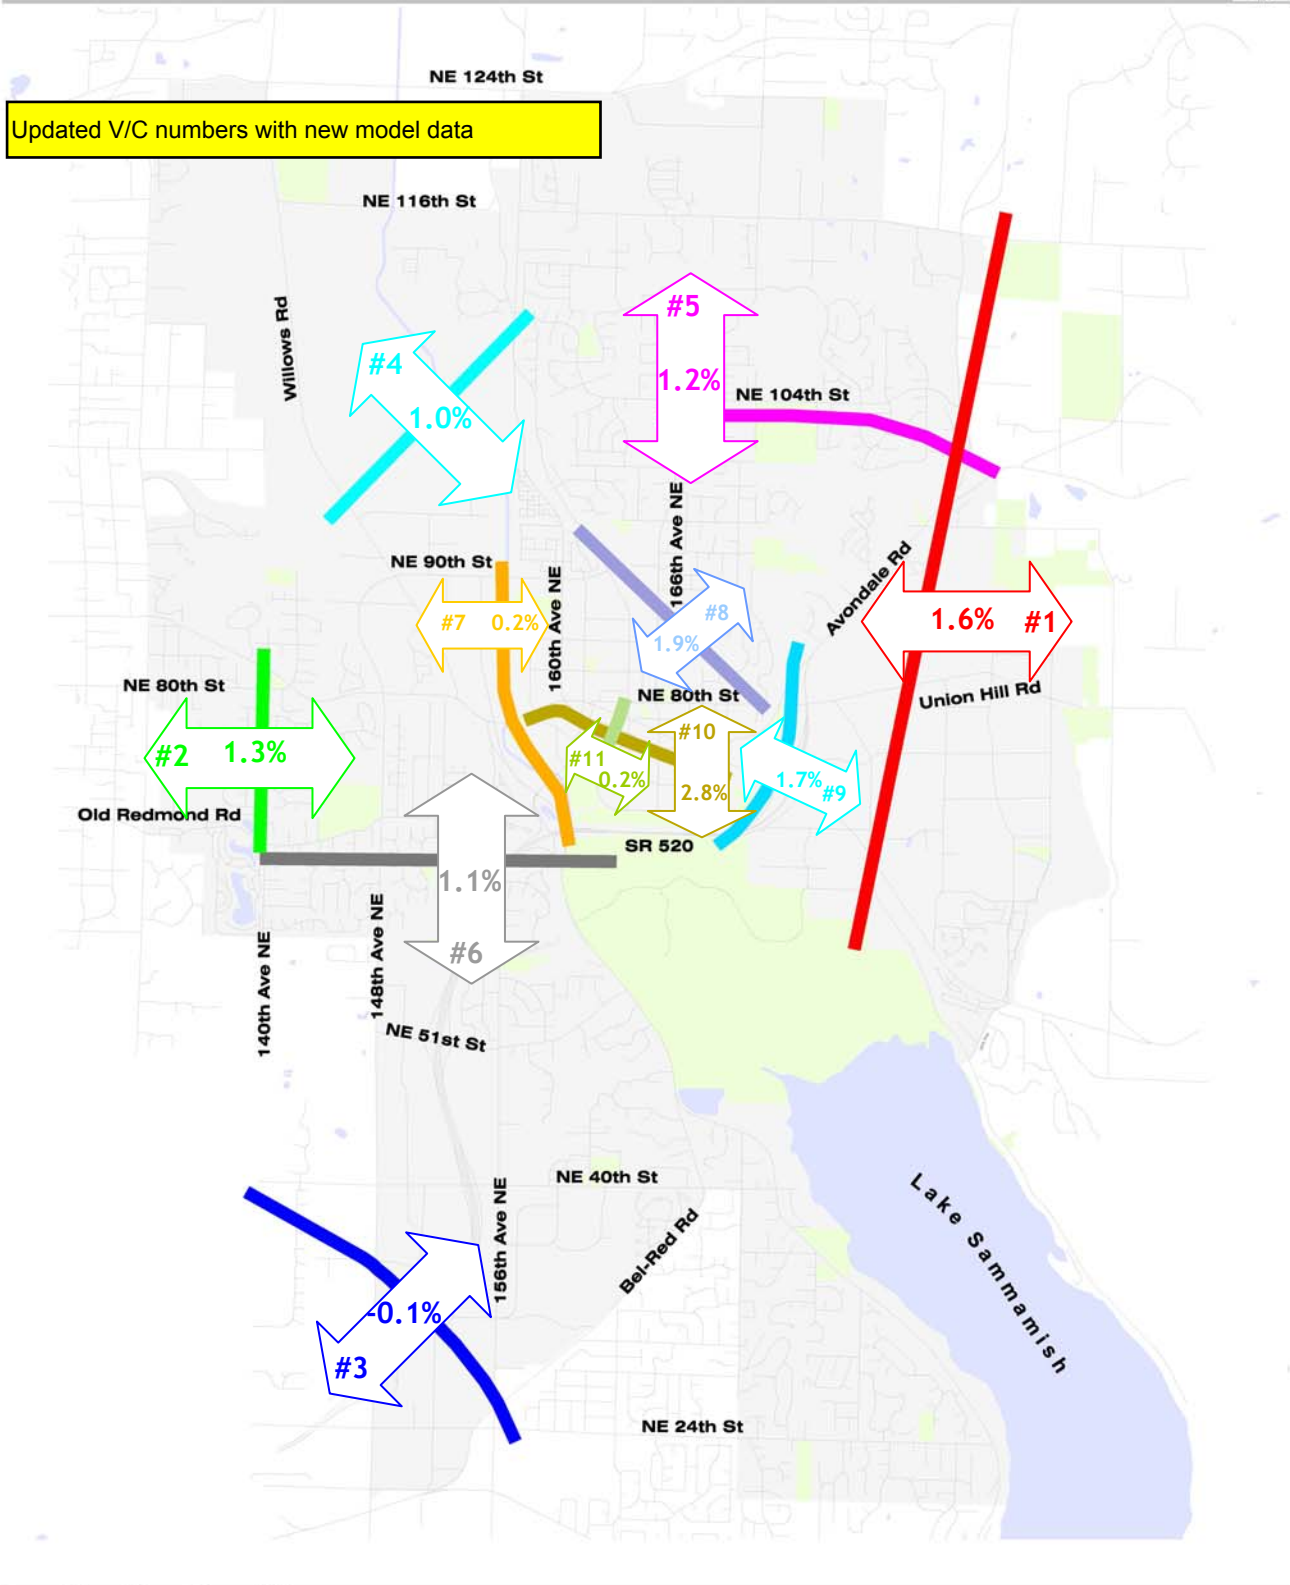 NE 124th St
Updated V/C numbers with new model data
NE 116th St
Willows Rd
#5
1.2%
#4
1.0%
NE 104th St
166th Ave NE
NE 90th St
160th Ave NE
Avondale Rd
#7 0.2%
#8
1.9%
1.6% #1
NE 80th St
NE 80th St
Union Hill Rd
#2 1.3%
#10
2.8%
#11
0.2%
1.7% #9
Old Redmond Rd
SR 520
1.1%
#6
148th Ave NE
140th Ave NE
NE 51st St
NE 40th St
156th Ave NE
Bel-Red Rd
Lake Sammamish
-0.1%
#3
NE 24th St